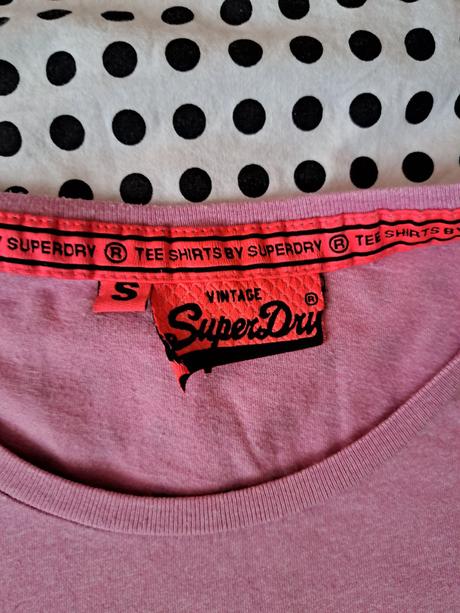 Y SUPERDRY ® TEE SHIRTS BY SUPERDRY ® TEE SHIRTS BY
S
VINTAGE
SuperDry®